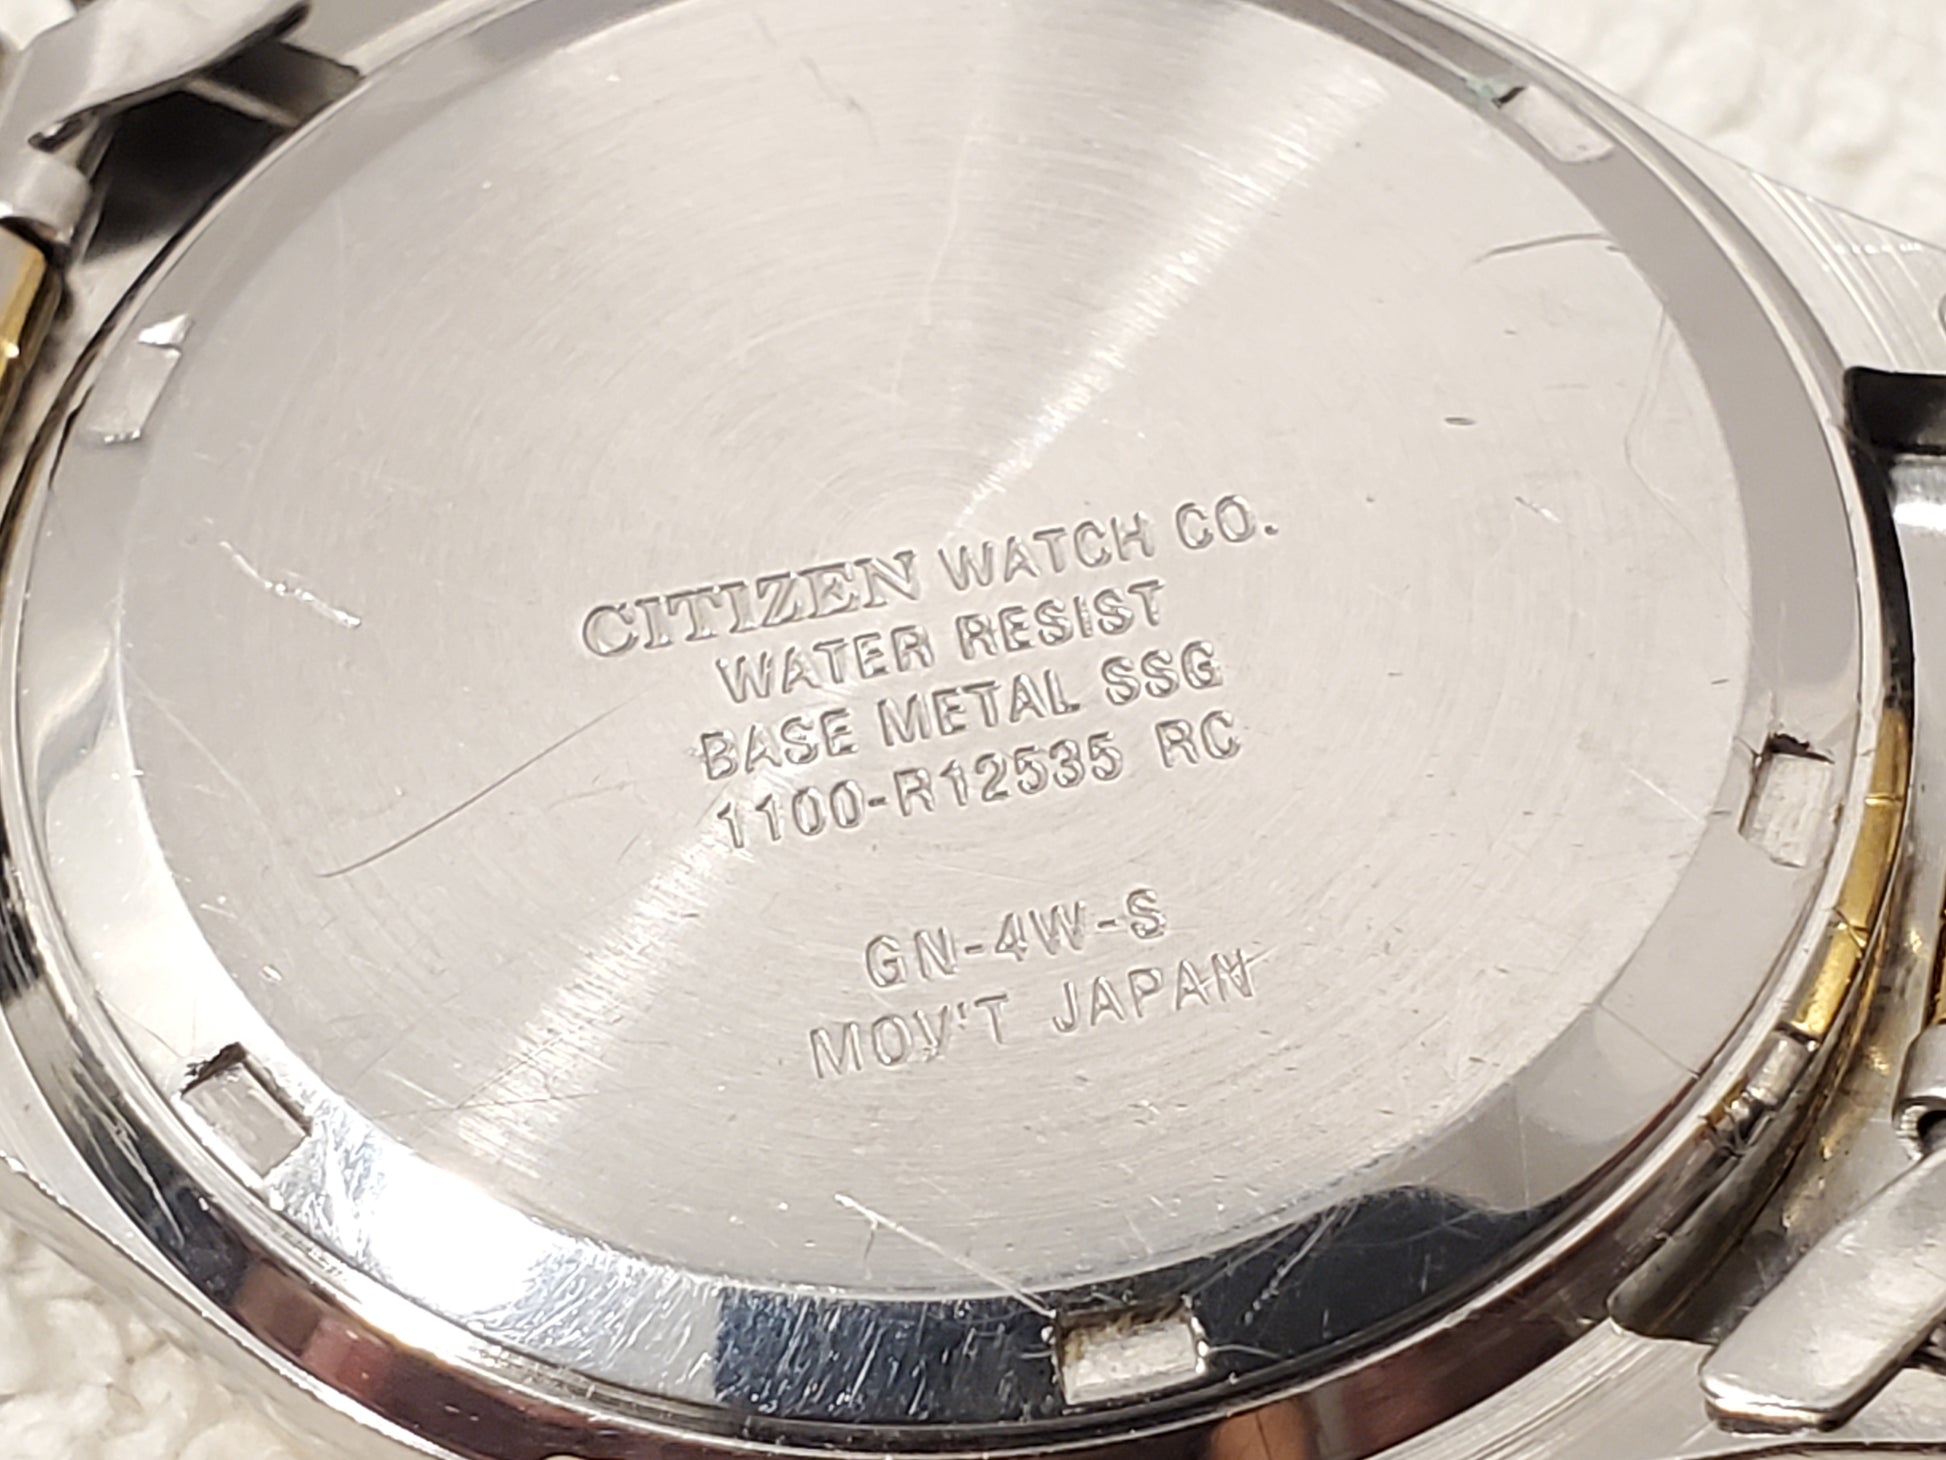 CITIZEN WATCH CO.
WATER RESIST
BASE METAL SSG
1100-R12535 RC
GN-4W-S
MOV'T JAPAN